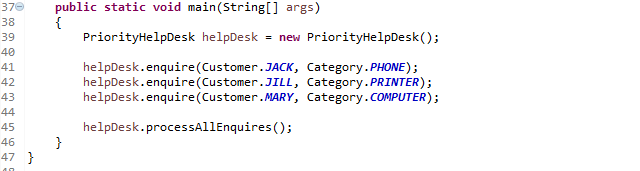 37 public static void main(String[] args)
38 {
39 PriorityHelpDesk helpDesk = new PriorityHelpDesk();
40
41 helpDesk.enquire(Customer.JACK, Category.PHONE);
42 helpDesk.enquire(Customer.JILL, Category.PRINTER);
43 helpDesk.enquire(Customer.MARY, Category.COMPUTER);
44
45 helpDesk.processAllEnquires();
46 }
47 }